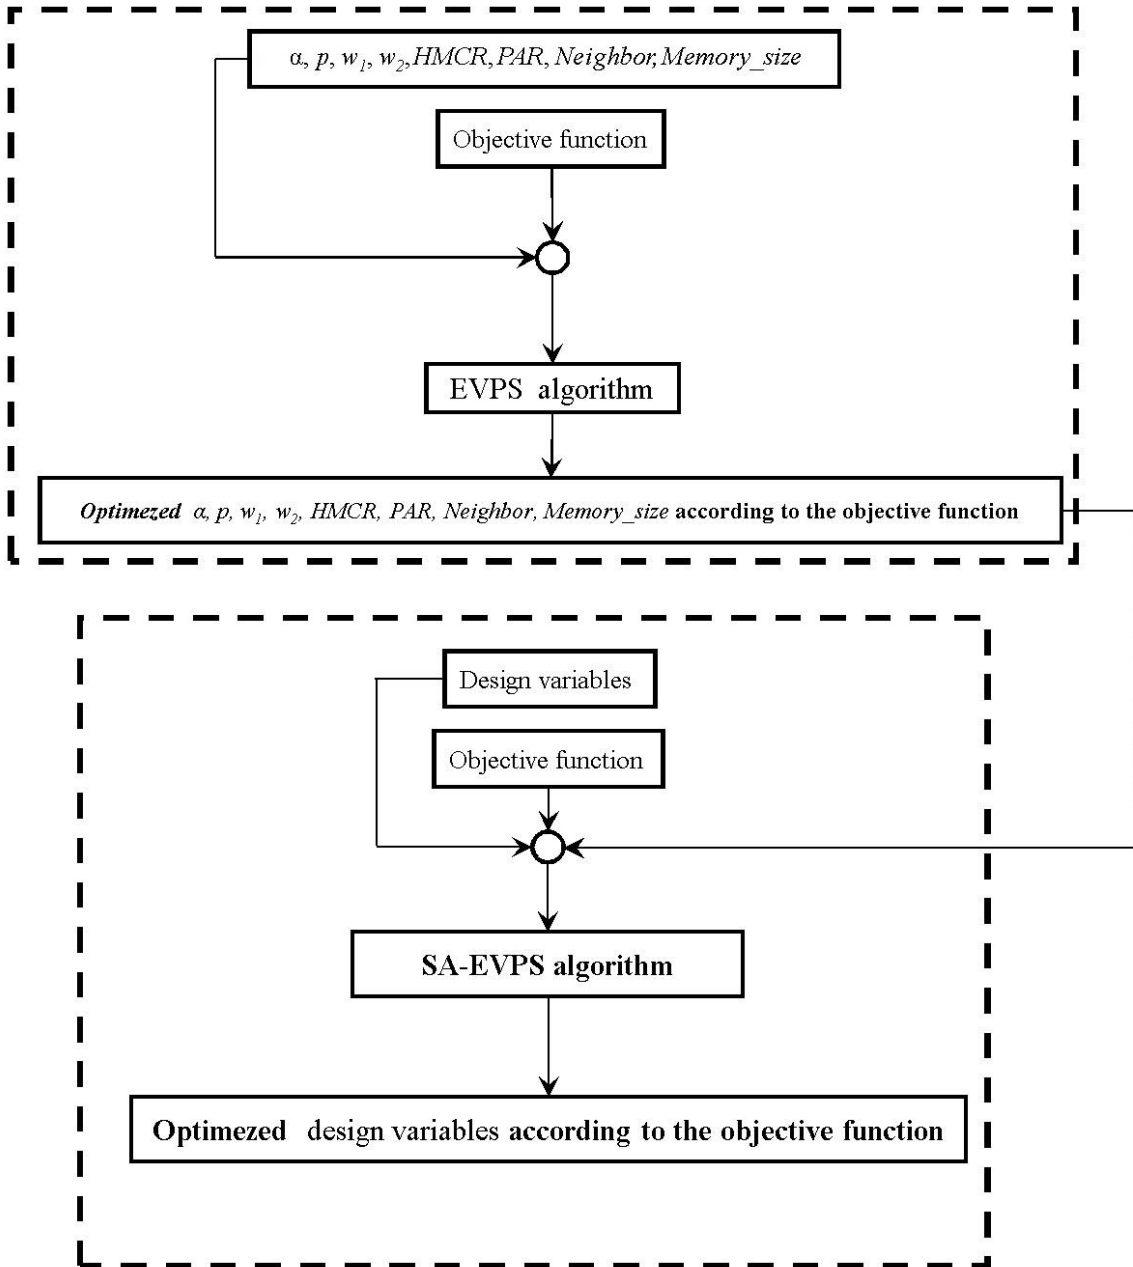 α, p, w1, w2, HMCR, PAR, Neighbor, Memory_size
Objective function
EVPS algorithm
Optimezed α, p, w1, w2, HMCR, PAR, Neighbor, Memory_size according to the objective function
Design variables
Objective function
SA-EVPS algorithm
Optimezed design variables according to the objective function